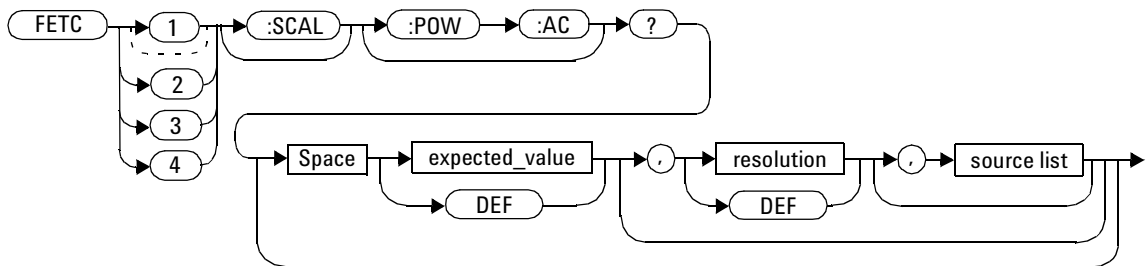 FETC 1 :SCAL :POW :AC ?
2
3
4
Space expected_value , resolution , source list
DEF DEF